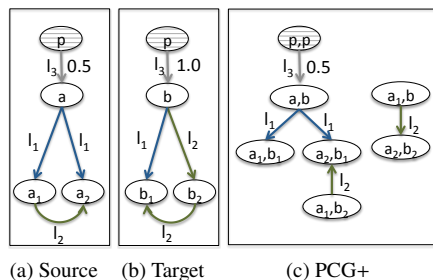 p
l₃ 0.5
a
l₁ l₁
a₁ a₂
l₂
(a) Source
p
l₃ 1.0
b
l₁ l₂
b₁ b₂
l₂
(b) Target
p,p
l₃ 0.5
a,b
l₁ l₁
a₁,b₁ a₂,b₁
l₂
a₁,b₂
a₁,b
l₂
a₂,b₂
(c) PCG+